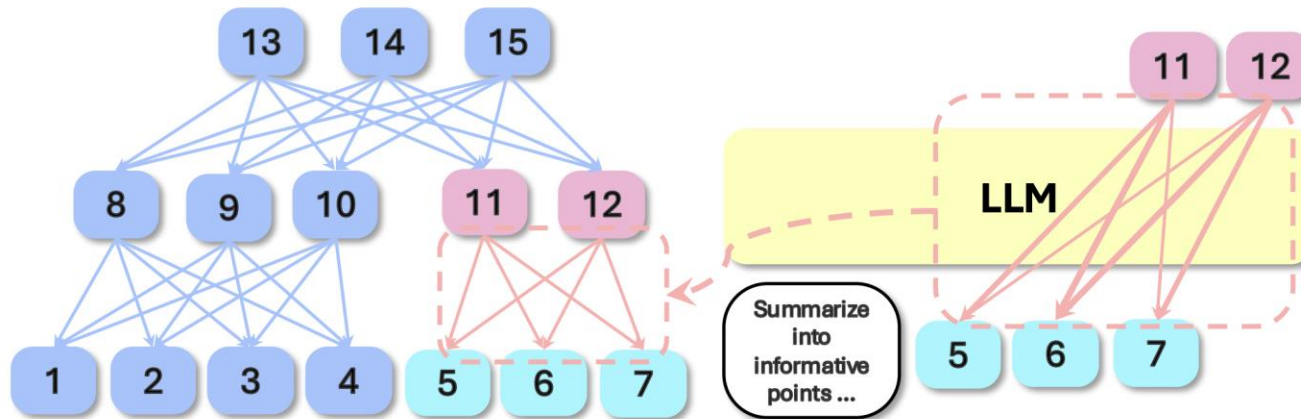 13 14 15
11 12
8 9 10 11 12
LLM
Summarize
into
informative
points ...
1 2 3 4 5 6 7
5 6 7